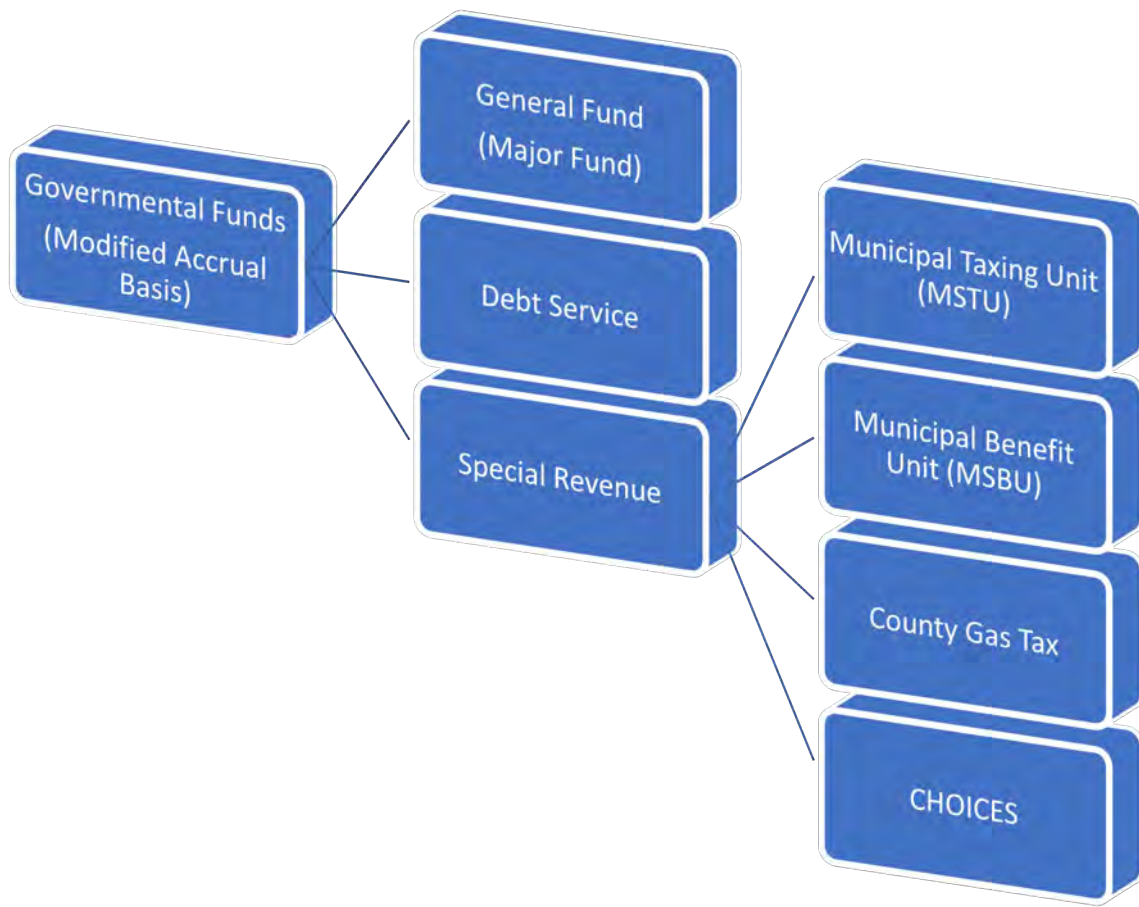 Governmental Funds
(Modified Accrual
Basis)
General Fund
(Major Fund)
Debt Service
Special Revenue
Municipal Taxing Unit
(MSTU)
Municipal Benefit
Unit (MSBU)
County Gas Tax
CHOICES